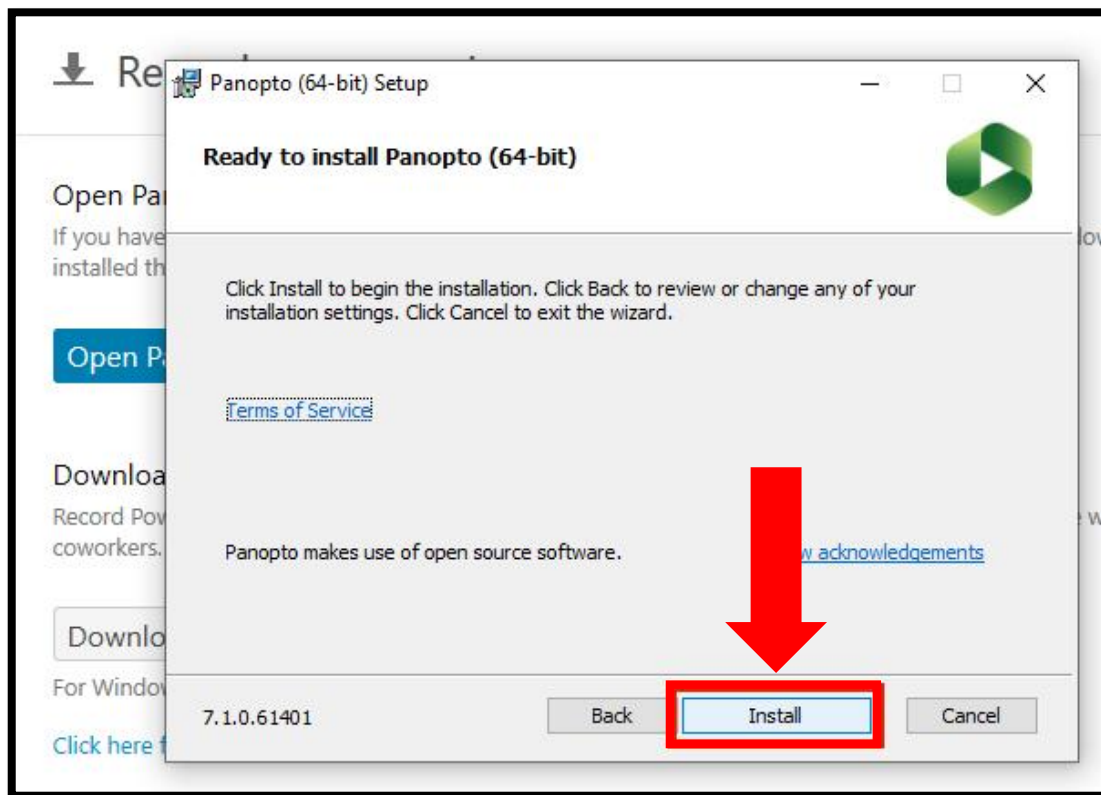 Re
Panopto (64-bit) Setup
Ready to install Panopto (64-bit)
Open Pa
If you have
installed th
Click Install to begin the installation. Click Back to review or change any of your
installation settings. Click Cancel to exit the wizard.
Open P
Terms of Service
Downloa
Record Pow
coworkers.
Panopto makes use of open source software.
acknowledgements
Downlo
For Window
7.1.0.61401
Back
Install
Cancel
Click here f